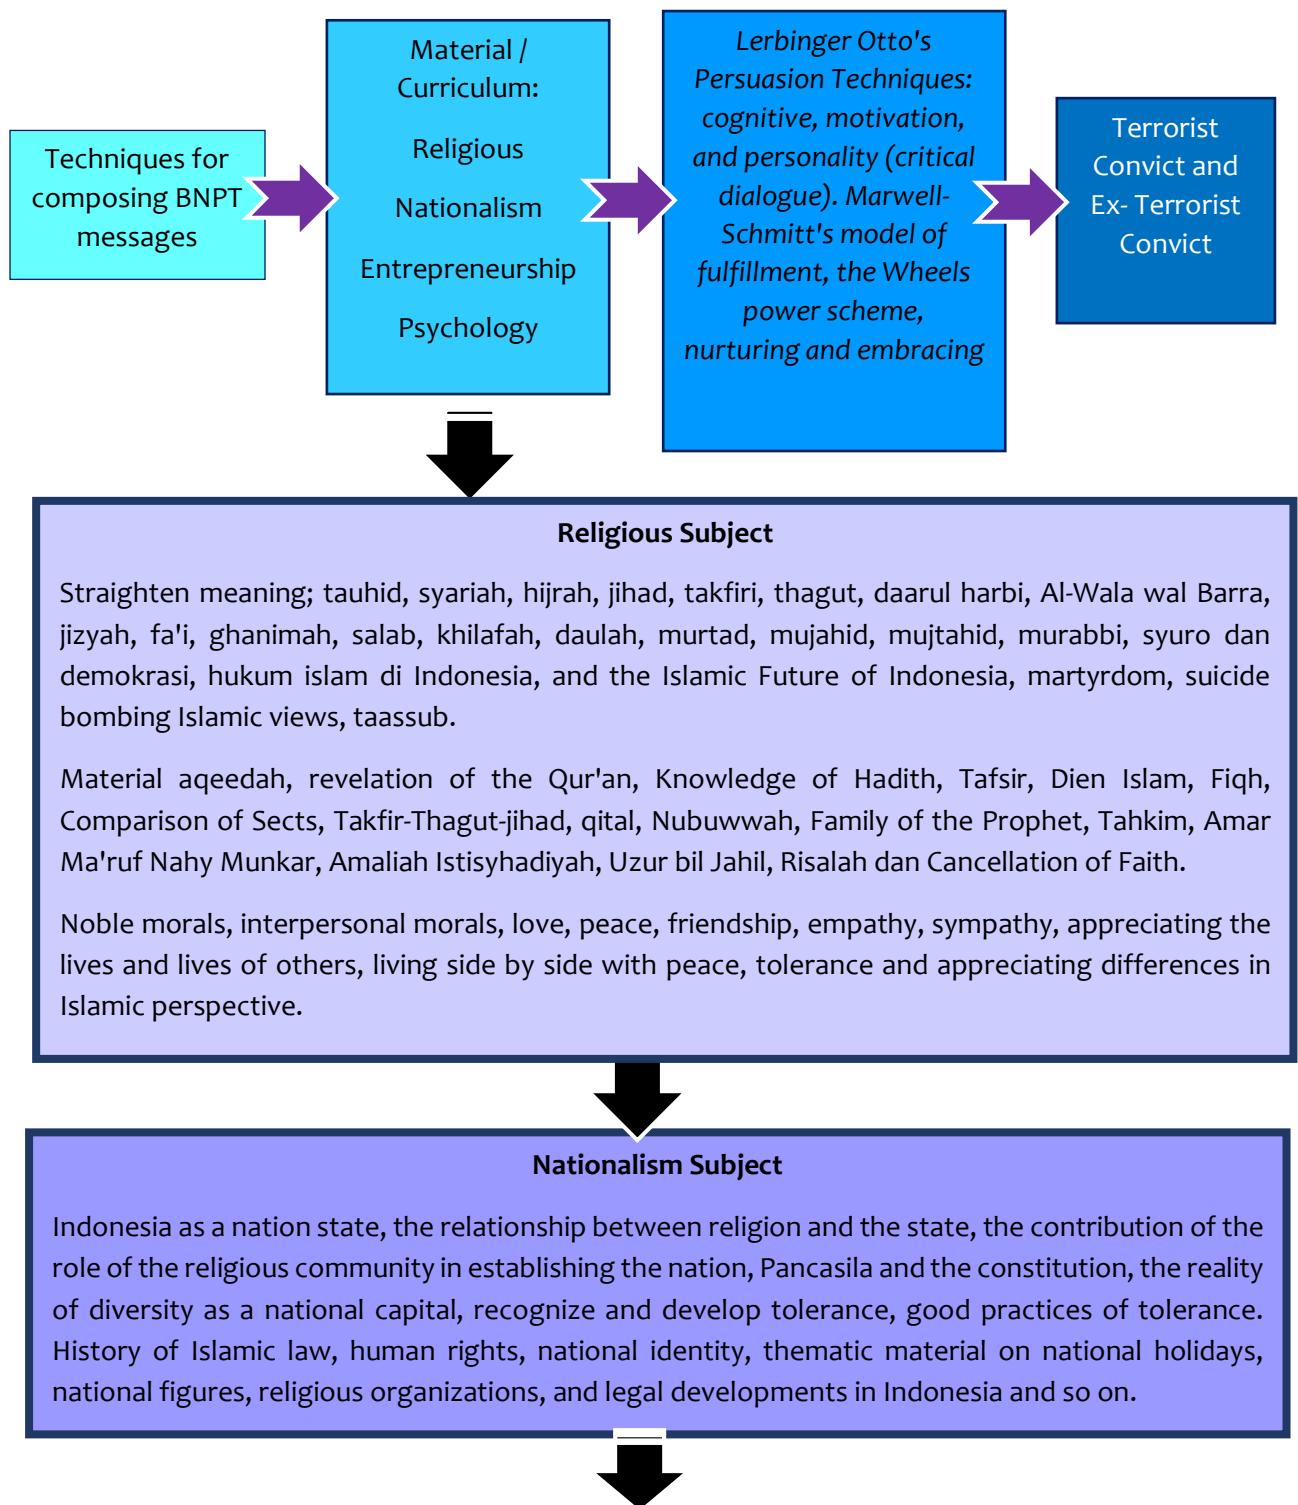 Techniques for
composing BNPT
messages
Material /
Curriculum:
Religious
Nationalism
Entrepreneurship
Psychology
Lerbinger Otto's
Persuasion Techniques:
cognitive, motivation,
and personality (critical
dialogue). Marwell-
Schmitt's model of
fulfillment, the Wheels
power scheme,
nurturing and embracing
Terrorist
Convict and
Ex- Terrorist
Convict
Religious Subject
Straighten meaning; tauhid, syariah, hijrah, jihad, takfiri, thagut, daarul harbi, Al-Wala wal Barra,
jizyah, fa'i, ghanimah, salab, khilafah, daulah, murtad, mujahid, mujtahid, murabbi, syuro dan
demokrasi, hukum islam di Indonesia, and the Islamic Future of Indonesia, martyrdom, suicide
bombing Islamic views, taassub.
Material aqeedah, revelation of the Qur'an, Knowledge of Hadith, Tafsir, Dien Islam, Fiqh,
Comparison of Sects, Takfir-Thagut-jihad, qital, Nubuwwah, Family of the Prophet, Tahkim, Amar
Ma'ruf Nahy Munkar, Amaliah Istisyhadiyah, Uzur bil Jahil, Risalah dan Cancellation of Faith.
Noble morals, interpersonal morals, love, peace, friendship, empathy, sympathy, appreciating the
lives and lives of others, living side by side with peace, tolerance and appreciating differences in
Islamic perspective.
Nationalism Subject
Indonesia as a nation state, the relationship between religion and the state, the contribution of the
role of the religious community in establishing the nation, Pancasila and the constitution, the reality
of diversity as a national capital, recognize and develop tolerance, good practices of tolerance.
History of Islamic law, human rights, national identity, thematic material on national holidays,
national figures, religious organizations, and legal developments in Indonesia and so on.